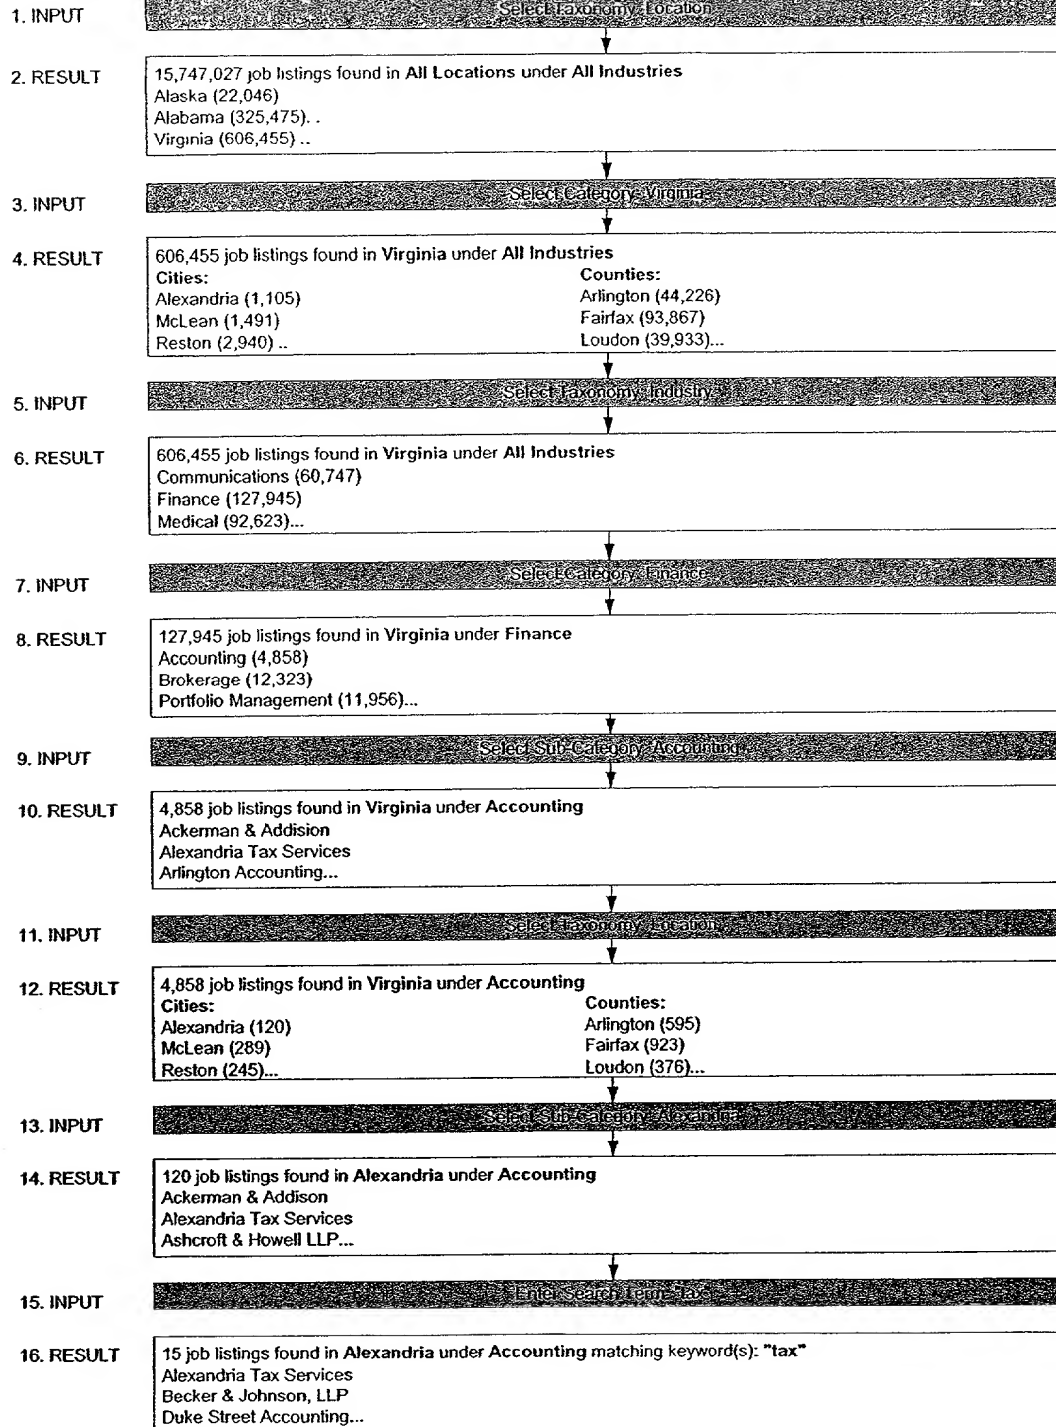 1. INPUT
Select Taxonomy: Location
2. RESULT
15,747,027 job listings found in All Locations under All Industries
Alaska (22,046)
Alabama (325,475). .
Virginia (606,455) ..
3. INPUT
Select Category: Virginia
4. RESULT
606,455 job listings found in Virginia under All Industries
Cities:
Alexandria (1,105)
McLean (1,491)
Reston (2,940) ..
Counties:
Arlington (44,226)
Fairfax (93,867)
Loudon (39,933)...
5. INPUT
Select Taxonomy: Industry
6. RESULT
606,455 job listings found in Virginia under All Industries
Communications (60,747)
Finance (127,945)
Medical (92,623)...
7. INPUT
Select Category: Finance
8. RESULT
127,945 job listings found in Virginia under Finance
Accounting (4,858)
Brokerage (12,323)
Portfolio Management (11,956)...
9. INPUT
Select Sub-Category: Accounting
10. RESULT
4,858 job listings found in Virginia under Accounting
Ackerman & Addision
Alexandria Tax Services
Arlington Accounting...
11. INPUT
Select Taxonomy: Location
12. RESULT
4,858 job listings found in Virginia under Accounting
Cities:
Alexandria (120)
McLean (289)
Reston (245)...
Counties:
Arlington (595)
Fairfax (923)
Loudon (376)...
13. INPUT
Select Sub-Category: Alexandria
14. RESULT
120 job listings found in Alexandria under Accounting
Ackerman & Addison
Alexandria Tax Services
Ashcroft & Howell LLP...
15. INPUT
Enter Search Term: Tax
16. RESULT
15 job listings found in Alexandria under Accounting matching keyword(s): "tax"
Alexandria Tax Services
Becker & Johnson, LLP
Duke Street Accounting...